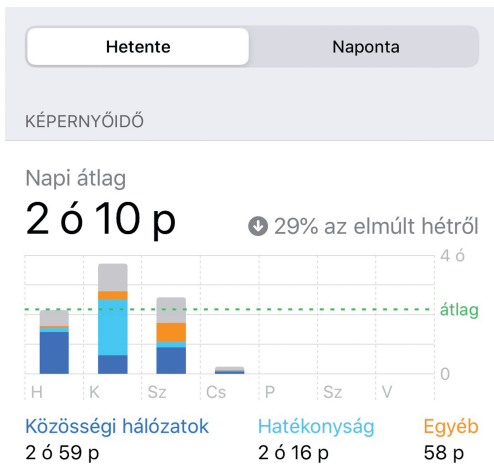 Hetente Naponta
KÉPERNYŐIDŐ
Napi átlag
2 ó 10 p
29% az elmúlt hétről
4 ó
átlag
0
H K Sz Cs P Sz V
Közösségi hálózatok Hatékonyság Egyéb
2 ó 59 p 2 ó 16 p 58 p